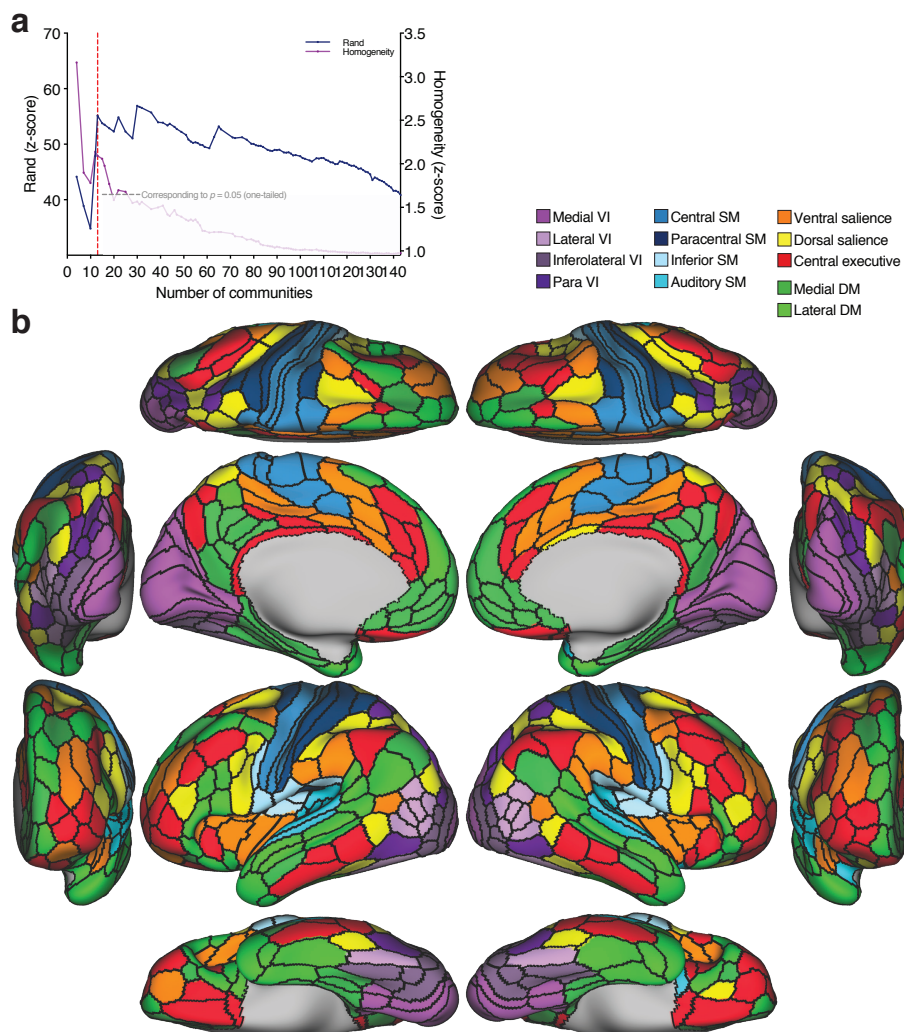 a
70
60
50
40
Rand (z-score)
3.5
3.0
2.5
2.0
1.5
1.0
Homogeneity (z-score)
Rand
Homogeneity
Corresponding to p = 0.05 (one-tailed)
0 10 20 30 40 50 60 70 80 90 100 110 120 130 140
Number of communities
Medial VI
Lateral VI
Inferolateral VI
Para VI
Central SM
Paracentral SM
Inferior SM
Auditory SM
Ventral salience
Dorsal salience
Central executive
Medial DM
Lateral DM
b